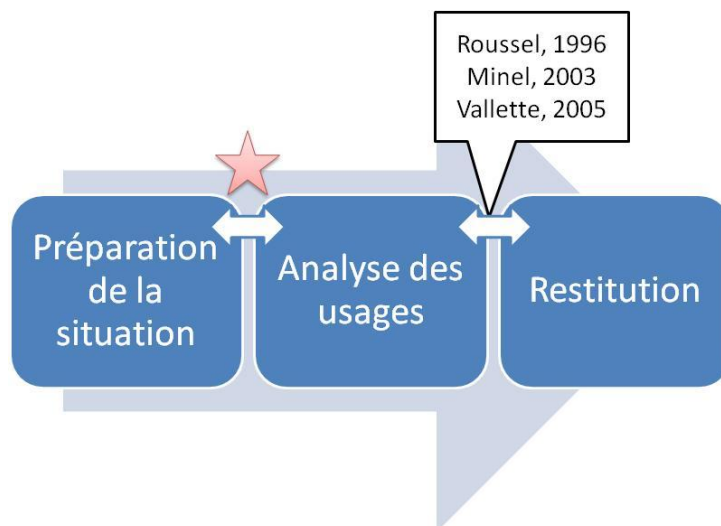 Roussel, 1996
Minel, 2003
Vallette, 2005
Préparation
de la
situation
Analyse des
usages
Restitution